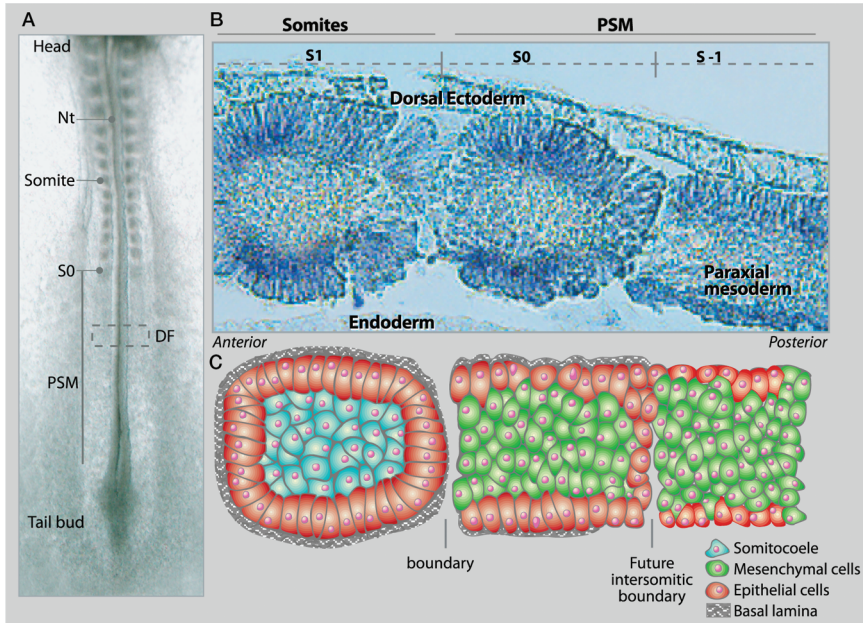 A
Head
Nt
Somite
S0
DF
PSM
Tail bud
B
Somites
PSM
S1
S0
S -1
Dorsal Ectoderm
Paraxial
mesoderm
Endoderm
Anterior
Posterior
C
boundary
Future
intersomitic
boundary
Somitocoele
Mesenchymal cells
Epithelial cells
Basal lamina